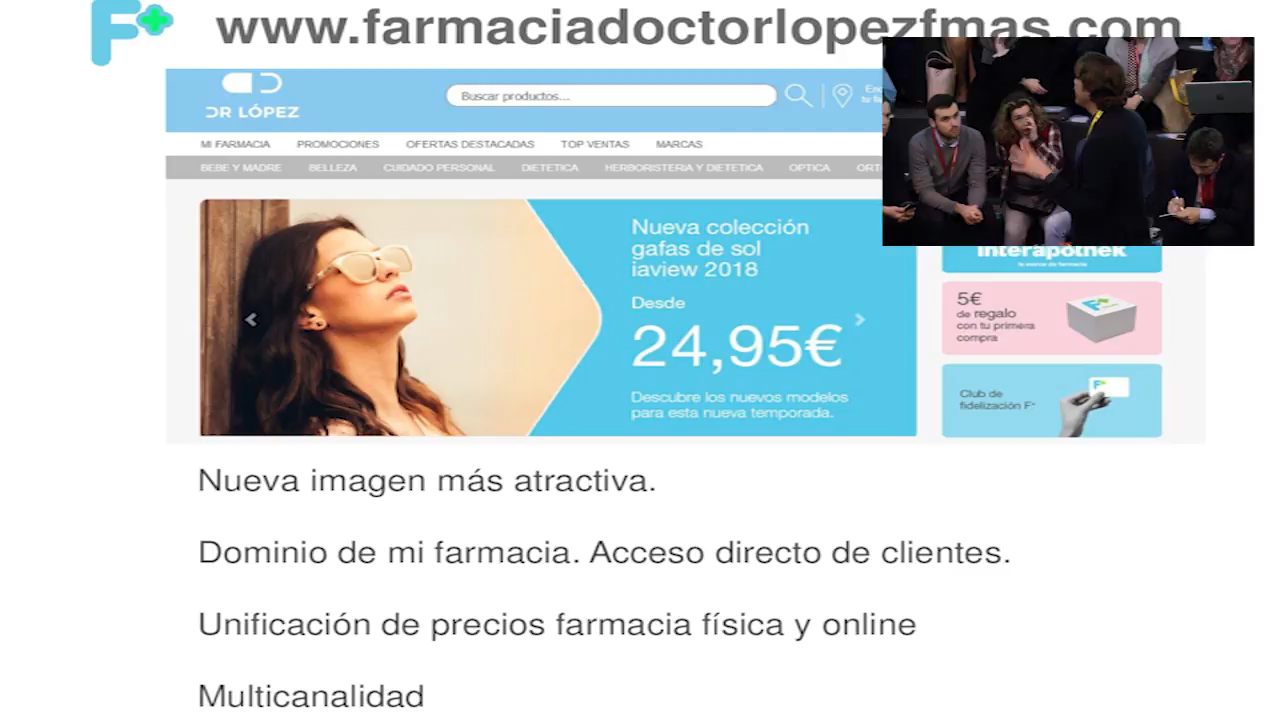 F+
www.farmaciadoctorlopezfmas.com
DR LÓPEZ
Buscar productos...
MI FARMACIA PROMOCIONES OFERTAS DESTACADAS TOP VENTAS MARCAS
BEBE Y MADRE BELLEZA CUIDADO PERSONAL DIETETICA HERBORISTERIA Y DIETETICA OPTICA
Nueva colección
gafas de sol
iaview 2018
Desde
24,95€
Descubre los nuevos modelos
para esta nueva temporada.
interapothek
5€
de regalo
con tu primera
compra
Club de
fidelización F+
Nueva imagen más atractiva.
Dominio de mi farmacia. Acceso directo de clientes.
Unificación de precios farmacia física y online
Multicanalidad